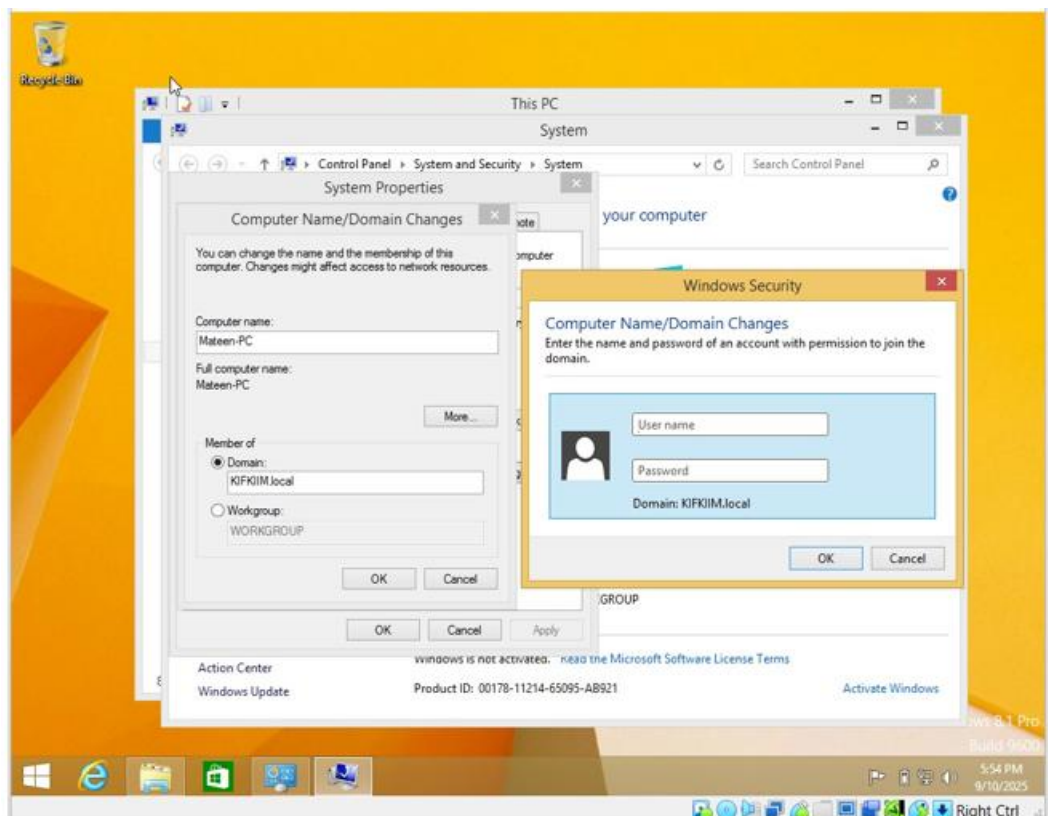 Recycle Bin
This PC
System
Control Panel ▸ System and Security ▸ System
Search Control Panel
System Properties
Computer Name/Domain Changes
your computer
You can change the name and the membership of this
computer. Changes might affect access to network resources.
Computer name:
Mateen-PC
Full computer name:
Mateen-PC
More...
Member of
Domain:
KIFKIIM.local
Workgroup:
WORKGROUP
OK Cancel
OK Cancel Apply
Windows Security
Computer Name/Domain Changes
Enter the name and password of an account with permission to join the
domain.
User name
Password
Domain: KIFKIIM.local
OK Cancel
GROUP
Windows is not activated. Read the Microsoft Software License Terms
Action Center
Windows Update
Product ID: 00178-11214-65095-AB921
Activate Windows
8.1 Pro
Build 9600
5:54 PM
9/10/2025
Right Ctrl